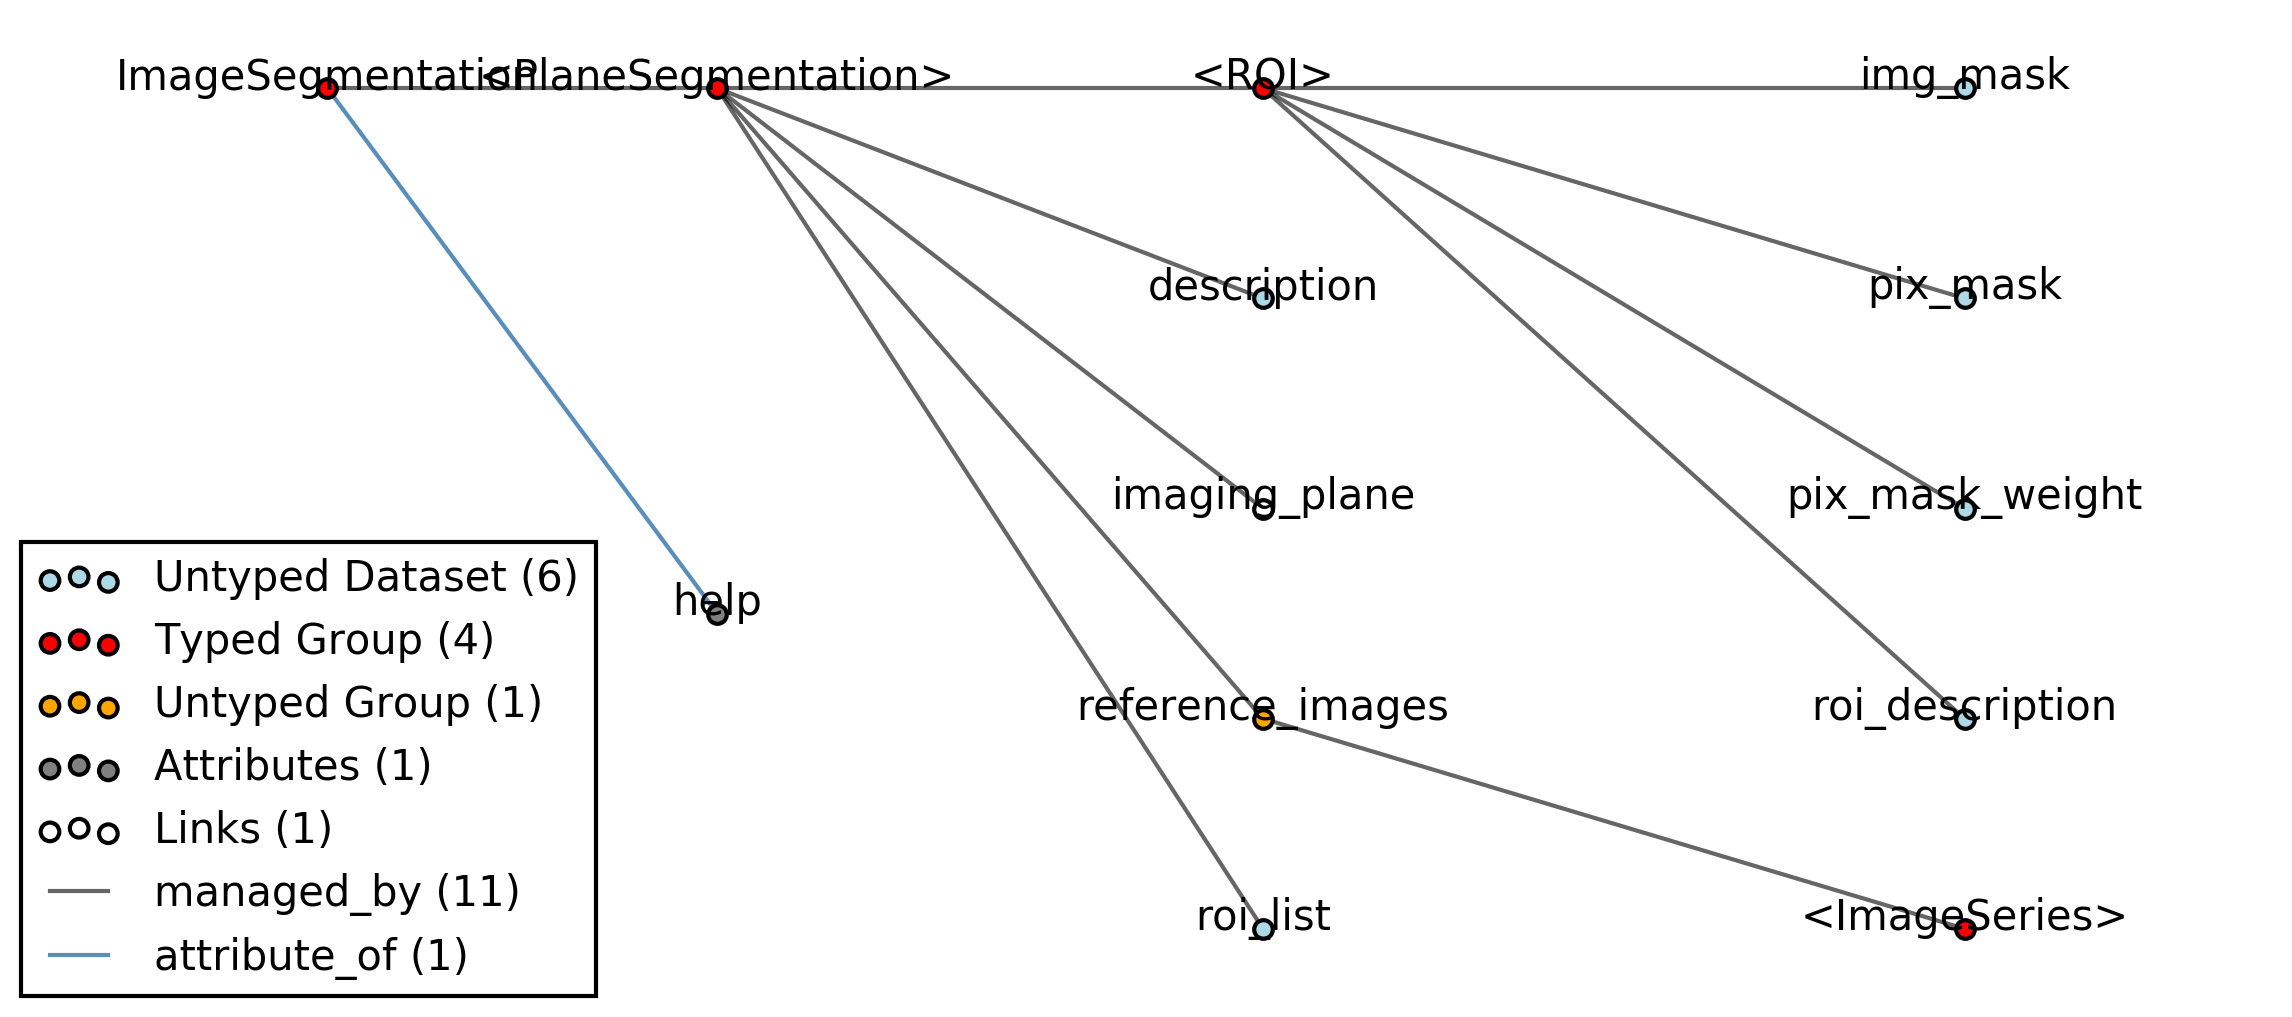 ImageSegmentation
<PlaneSegmentation>
<ROI>
img_mask
description
pix_mask
imaging_plane
pix_mask_weight
help
reference_images
roi_description
roi_list
<ImageSeries>
Untyped Dataset (6)
Typed Group (4)
Untyped Group (1)
Attributes (1)
Links (1)
managed_by (11)
attribute_of (1)